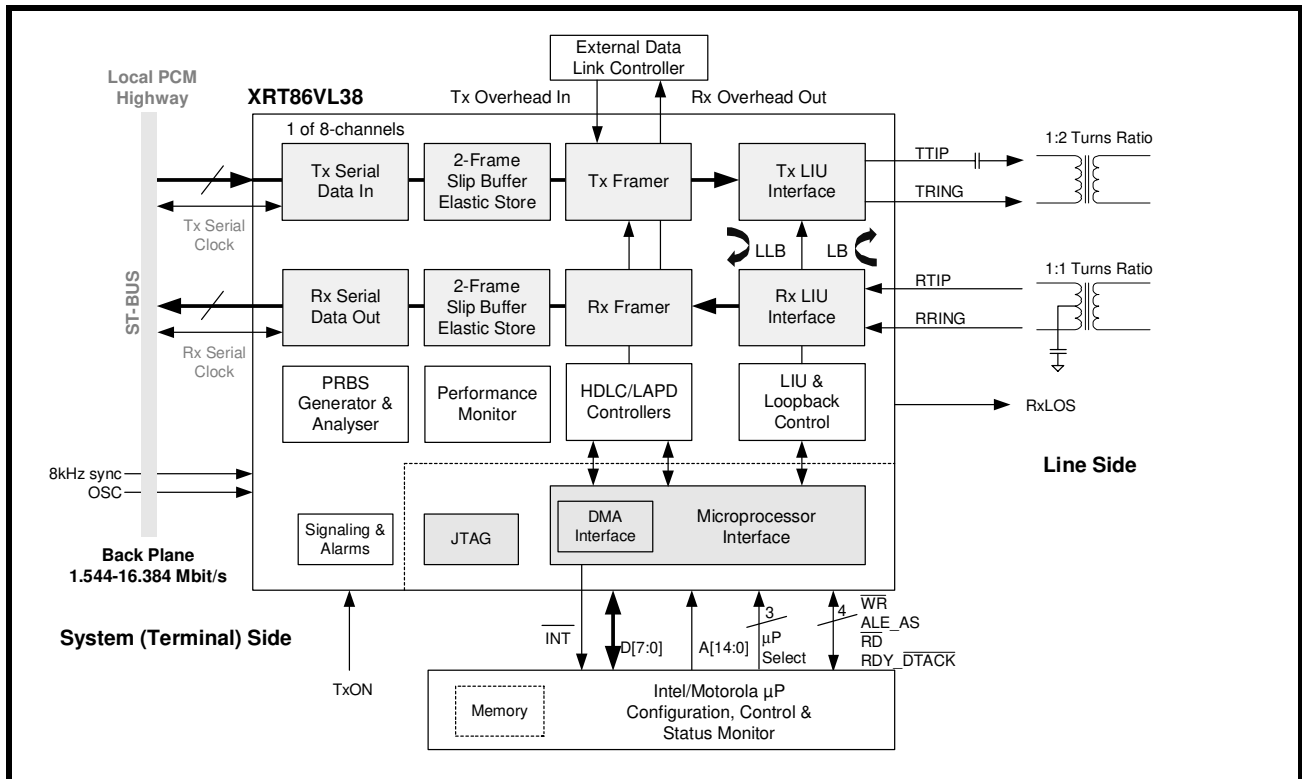 External Data
Link Controller
Local PCM
Highway
XRT86VL38
Tx Overhead In
Rx Overhead Out
1 of 8-channels
Tx Serial
Data In
2-Frame
Slip Buffer
Elastic Store
Tx Framer
Tx LIU
Interface
TTIP
TRING
1:2 Turns Ratio
Tx Serial
Clock
LLB
LB
ST-BUS
Rx Serial
Data Out
2-Frame
Slip Buffer
Elastic Store
Rx Framer
Rx LIU
Interface
RTIP
RRING
1:1 Turns Ratio
Rx Serial
Clock
PRBS
Generator &
Analyser
Performance
Monitor
HDLC/LAPD
Controllers
LIU &
Loopback
Control
RxLOS
Line Side
8kHz sync
OSC
Signaling &
Alarms
JTAG
DMA
Interface
Microprocessor
Interface
Back Plane
1.544-16.384 Mbit/s
System (Terminal) Side
TxON
INT
D[7:0]
A[14:0]
3
µP
Select
4
WR
ALE_AS
RD
RDY_DTACK
Memory
Intel/Motorola µP
Configuration, Control &
Status Monitor